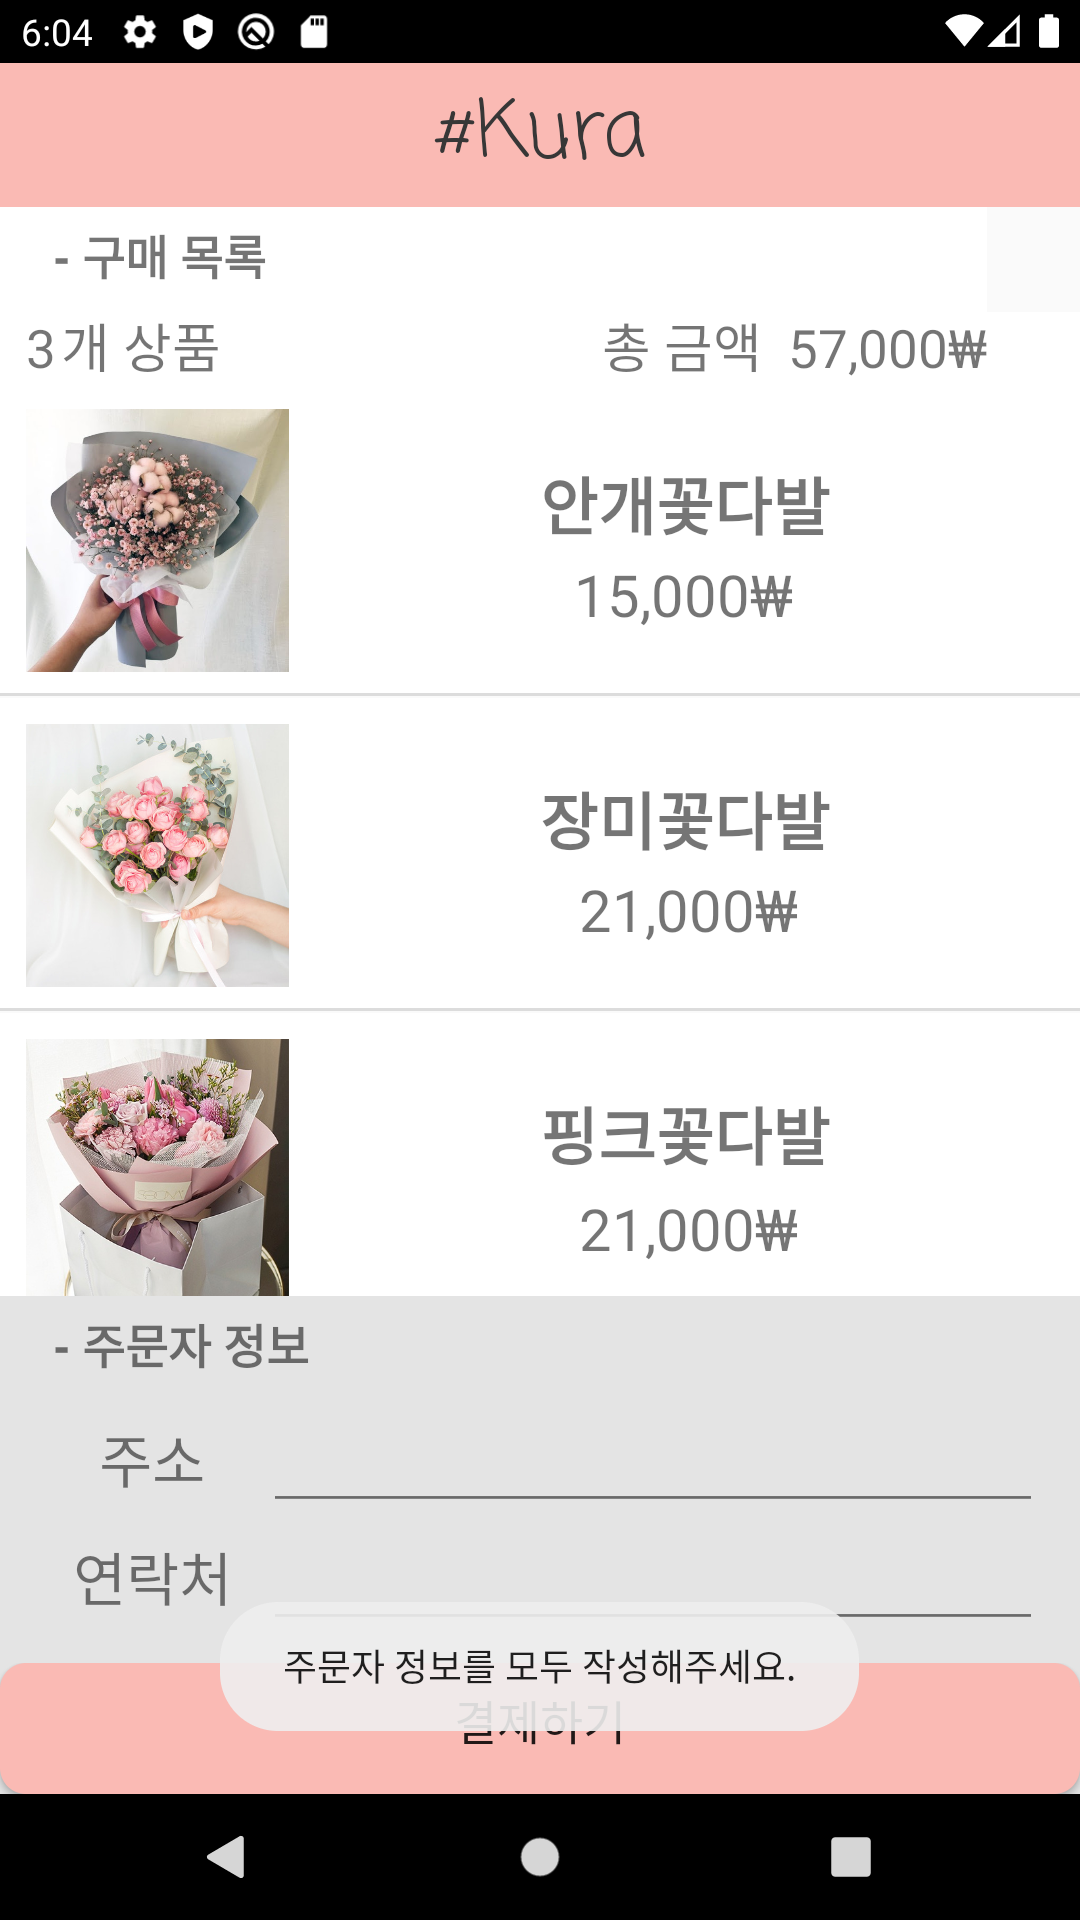 6:04
#Kura
- 구매 목록
3개 상품 총 금액 57,000₩
안개꽃다발
15,000₩
장미꽃다발
21,000₩
핑크꽃다발
21,000₩
- 주문자 정보
주소
연락처
주문자 정보를 모두 작성해주세요.
결제하기